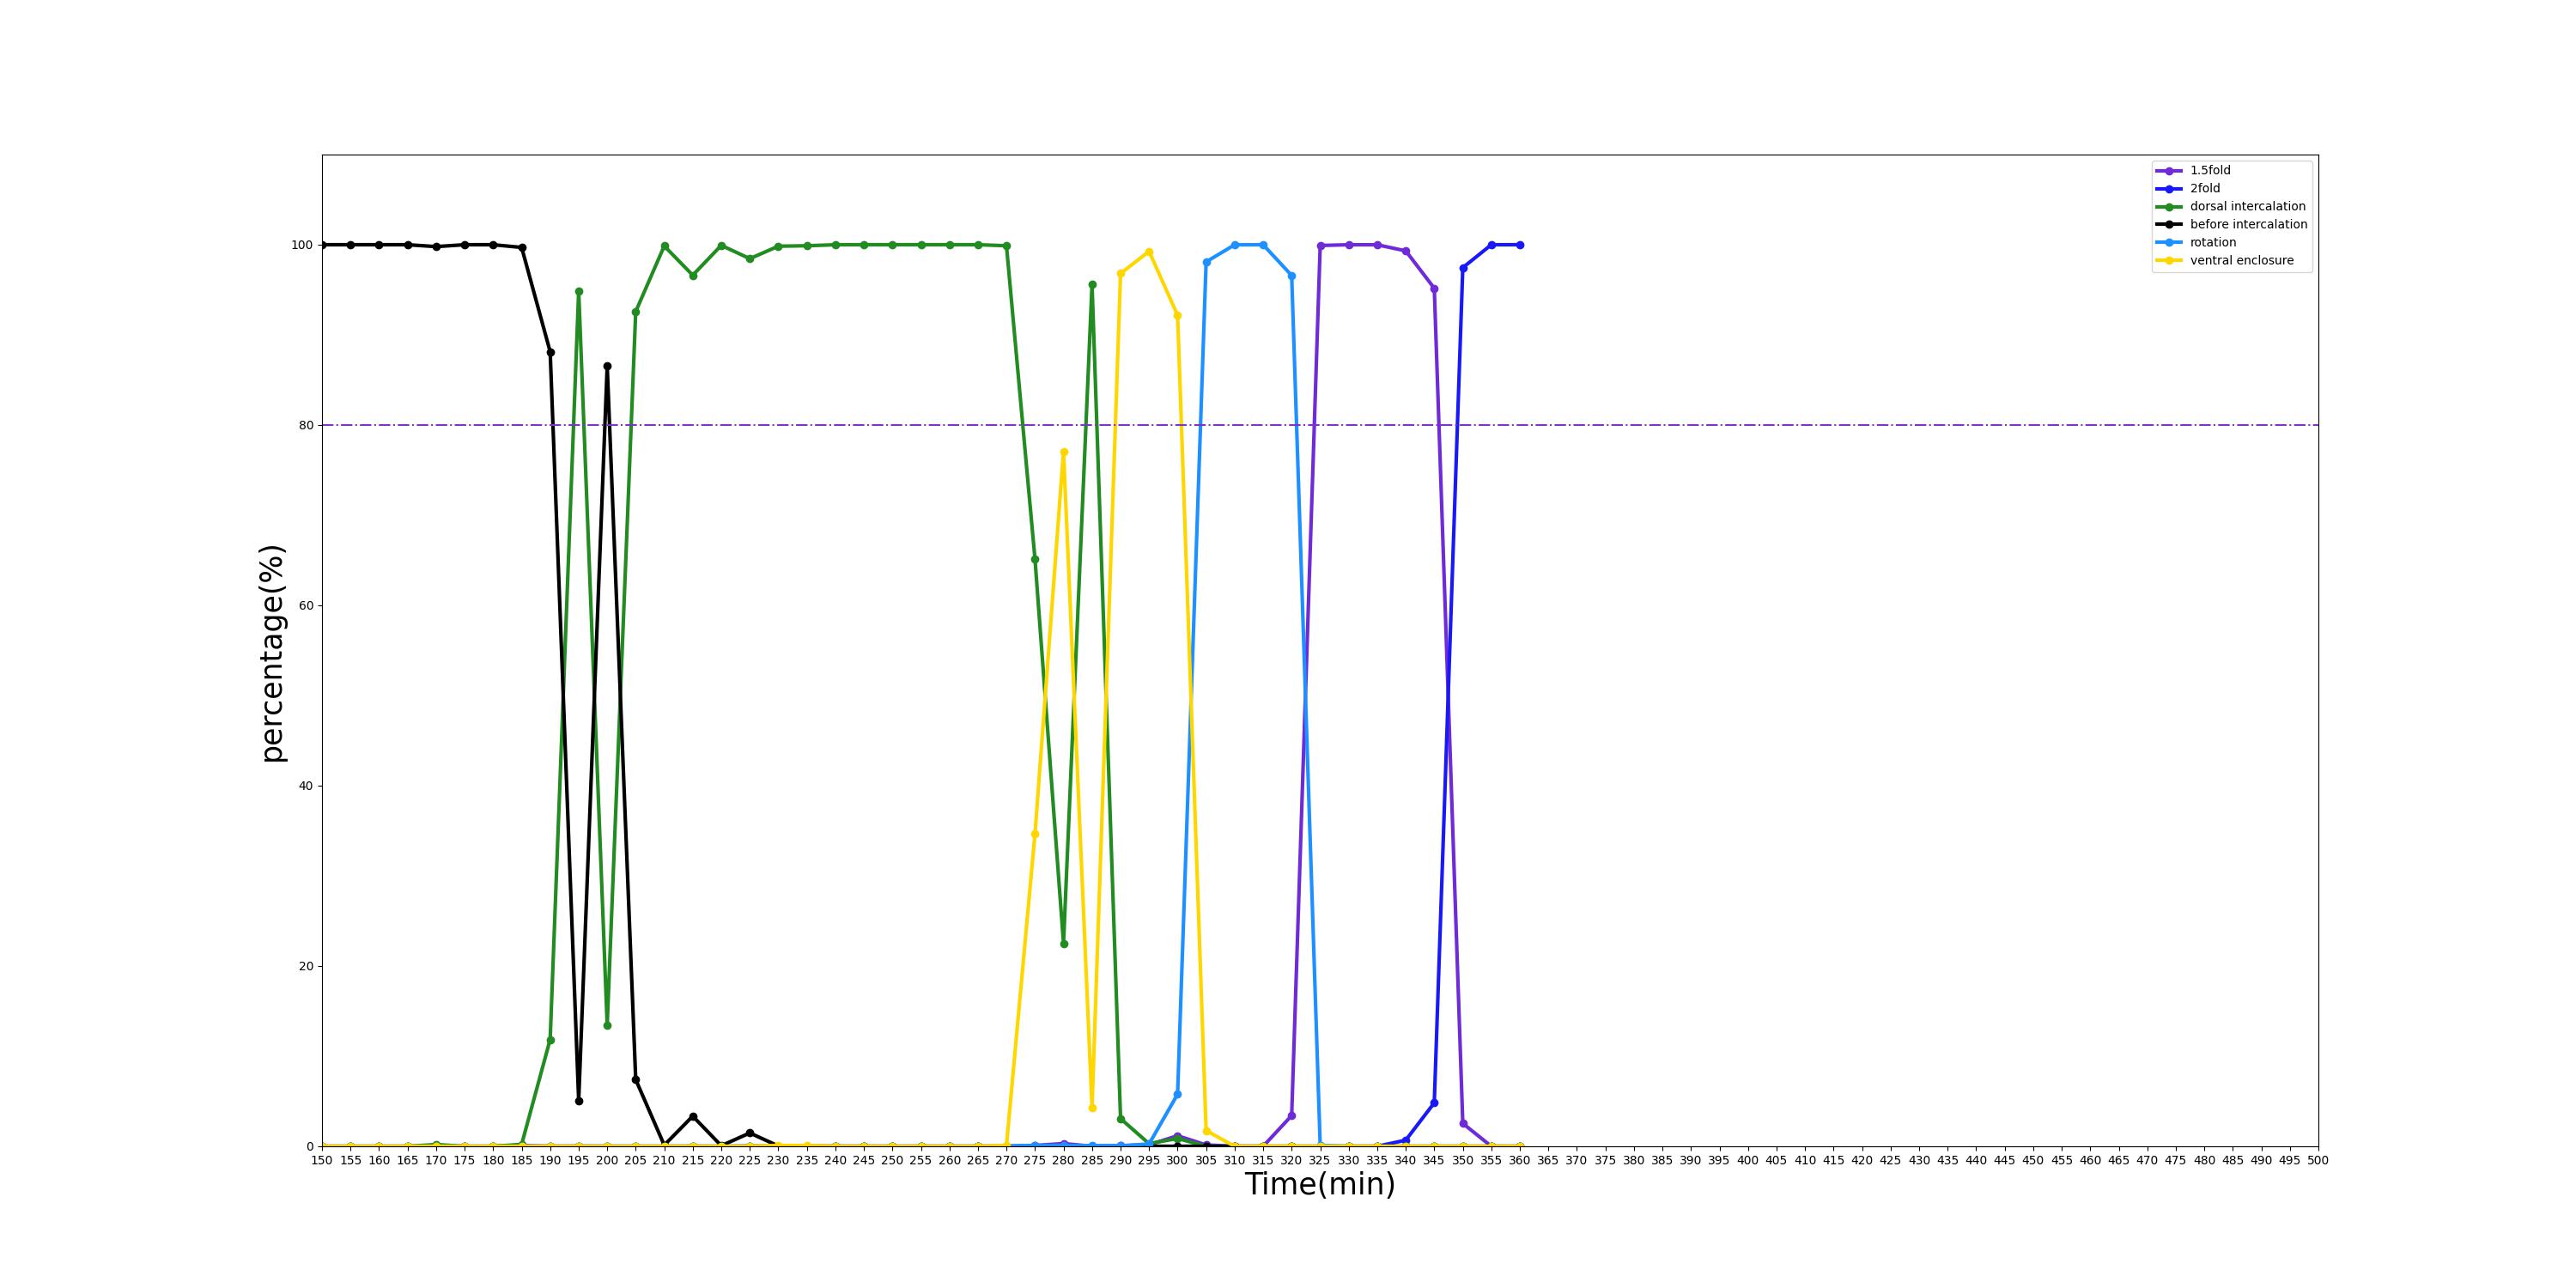 1.5fold
2fold
dorsal intercalation
before intercalation
rotation
ventral enclosure
100
80
60
40
20
0
percentage(%)
150 155 160 165 170 175 180 185 190 195 200 205 210 215 220 225 230 235 240 245 250 255 260 265 270 275 280 285 290 295 300 305 310 315 320 325 330 335 340 345 350 355 360 365 370 375 380 385 390 395 400 405 410 415 420 425 430 435 440 445 450 455 460 465 470 475 480 485 490 495 500
Time(min)